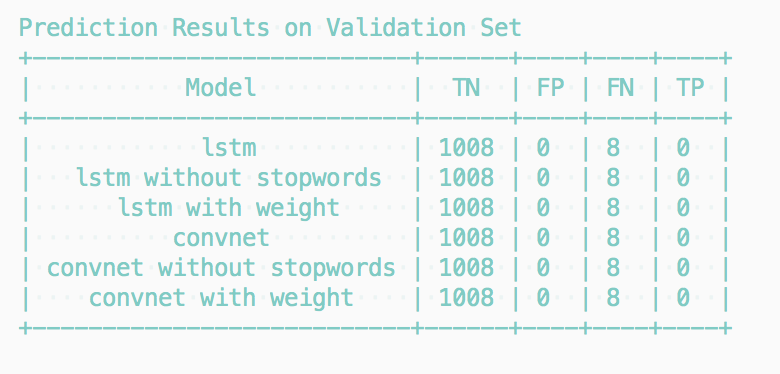 Prediction Results on Validation Set
+----------------------------+------+----+----+----+
|           Model            |  TN  | FP | FN | TP |
+----------------------------+------+----+----+----+
|            lstm            | 1008 | 0  | 8  | 0  |
|   lstm without stopwords   | 1008 | 0  | 8  | 0  |
|      lstm with weight      | 1008 | 0  | 8  | 0  |
|          convnet           | 1008 | 0  | 8  | 0  |
| convnet without stopwords  | 1008 | 0  | 8  | 0  |
|    convnet with weight     | 1008 | 0  | 8  | 0  |
+----------------------------+------+----+----+----+